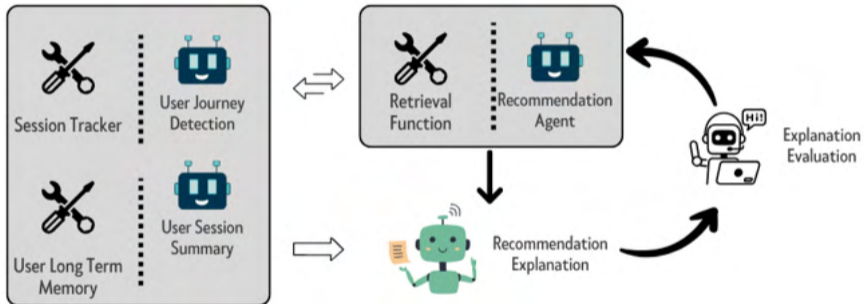 Session Tracker
User Journey
Detection
User Long Term
Memory
User Session
Summary
Retrieval
Function
Recommendation
Agent
Hi!
Explanation
Evaluation
Recommendation
Explanation